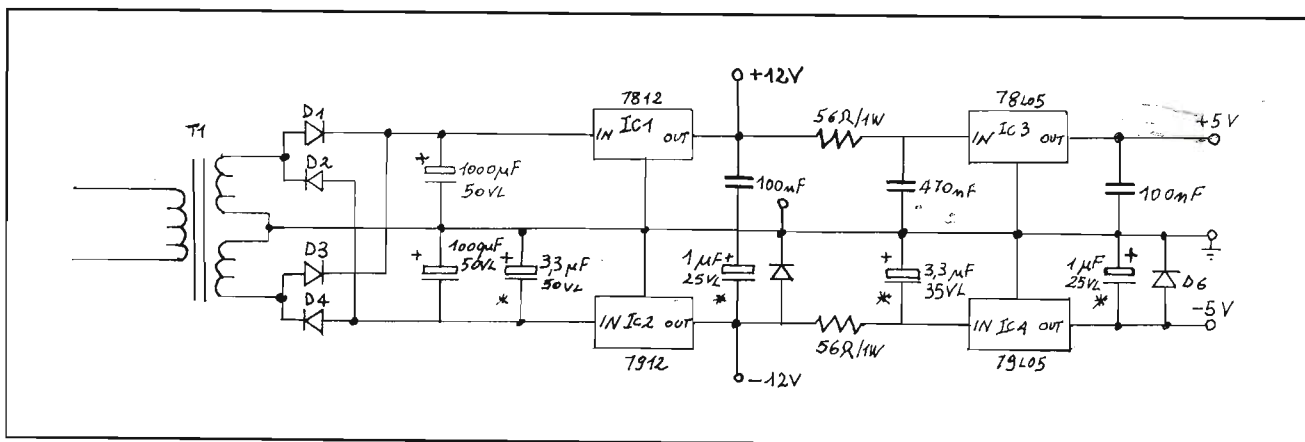 T1
D1
D2
D3
D4
+
1000µF
50VL
1000µF
50VL
+
3,3µF
50VL
*
7812
IN IC1 OUT
IN IC2 OUT
7912
+12V
100nF
1µF +
25VL
*
-12V
56Ω/1W
470nF
+
3,3µF
35VL
*
56Ω/1W
78L05
IN IC3 OUT
IN IC4 OUT
79L05
+5V
100nF
1µF +
25VL
*
D6
-5V